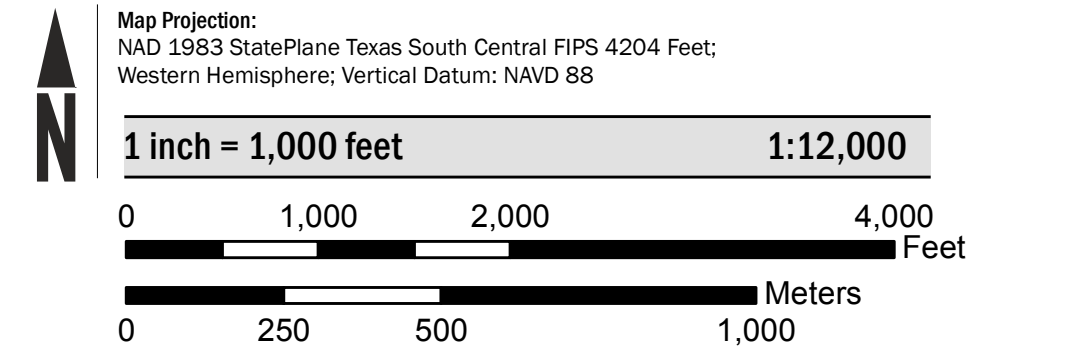 N
Map Projection:
NAD 1983 StatePlane Texas South Central FIPS 4204 Feet;
Western Hemisphere; Vertical Datum: NAVD 88
1 inch = 1,000 feet 1:12,000
0 1,000 2,000 4,000
Feet
Meters
0 250 500 1,000